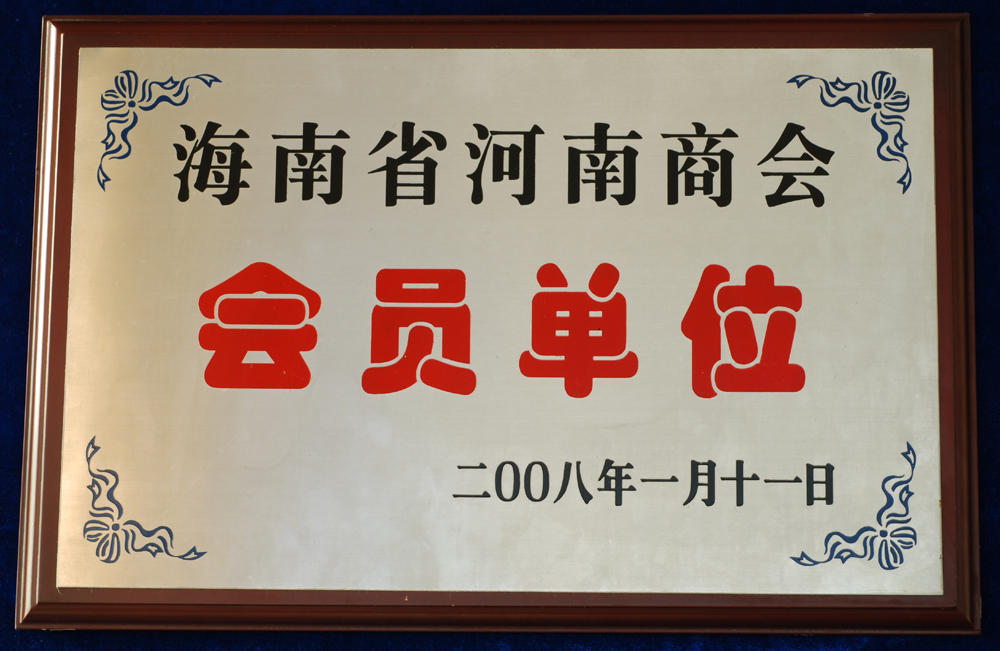 海南省河南商会
会员单位
二00八年一月十一日